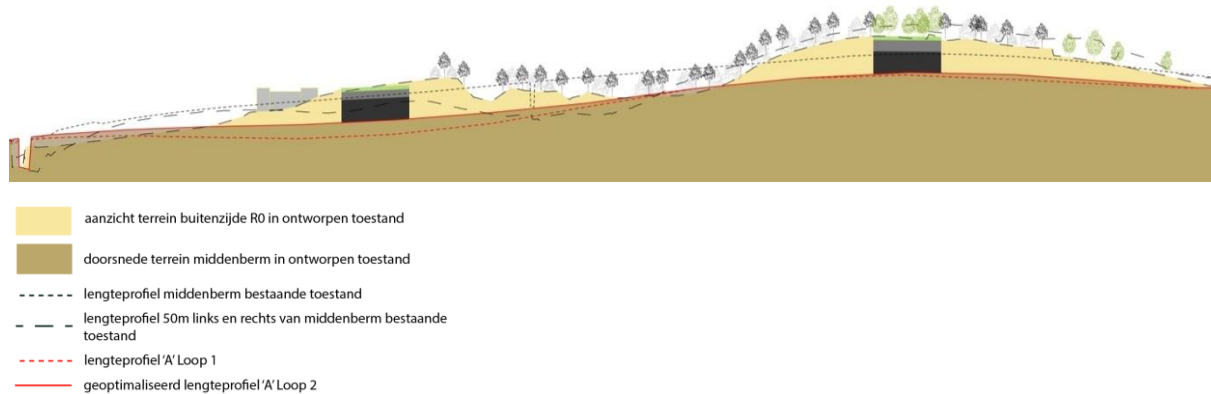 aanzicht terrein buitenzijde R0 in ontworpen toestand
doorsnede terrein middenberm in ontworpen toestand
lengteprofiel middenberm bestaande toestand
lengteprofiel 50m links en rechts van middenberm bestaande
toestand
lengteprofiel 'A' Loop 1
geoptimaliseerd lengteprofiel 'A' Loop 2